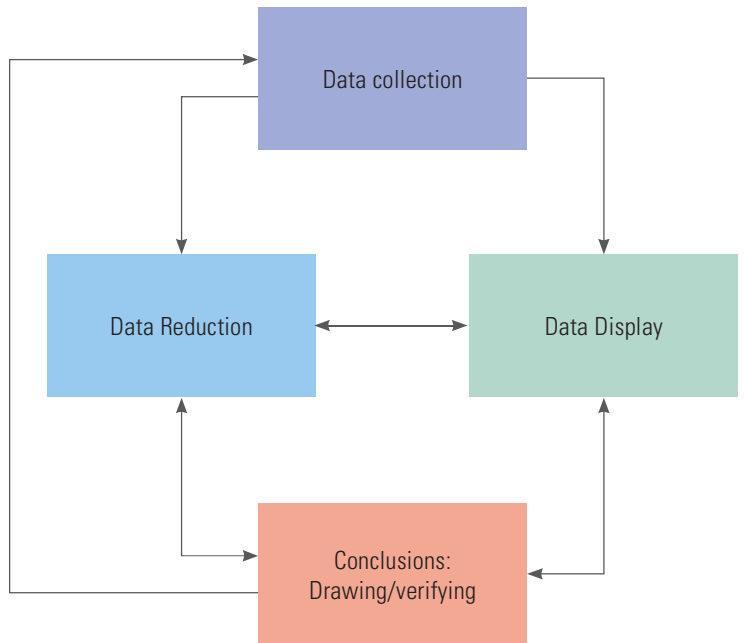 Data collection
Data Reduction
Data Display
Conclusions:
Drawing/verifying